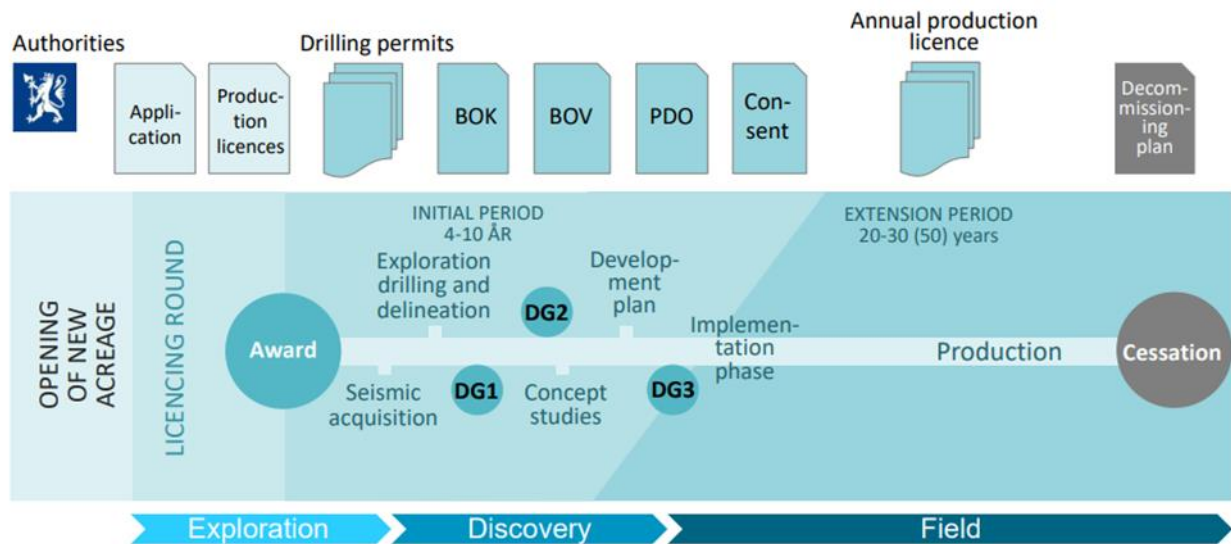 Authorities
Drilling permits
Annual production
licence
Appli-
cation
Produc-
tion
licences
BOK
BOV
PDO
Con-
sent
Decom-
missing-
ing
plan
OPENING
OF NEW
ACREAGE
LICENCING ROUND
INITIAL PERIOD
4-10 ÅR
EXTENSION PERIOD
20-30 (50) years
Exploration
drilling and
delineation
DG2
Develop-
ment
plan
Award
Implemen-
tation
phase
Production
Cessation
Seismic
acquisition
DG1
Concept
studies
DG3
Exploration
Discovery
Field